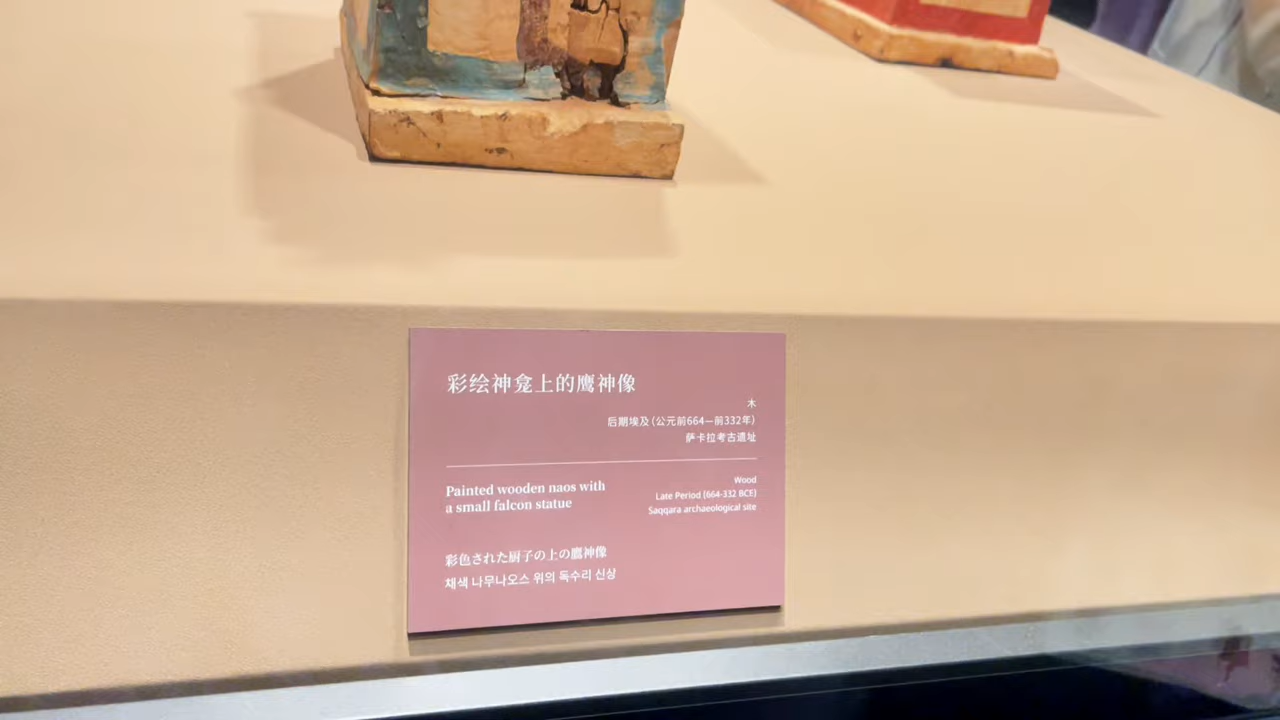 彩绘神龛上的鹰神像
木
后期埃及(公元前664—前332年)
萨卡拉考古遗址
Painted wooden naos with
a small falcon statue
Wood
Late Period (664-332 BCE)
Saqqara archaeological site
彩色された厨子の上の鷹神像
채색 나무나오스 위의 독수리 신상